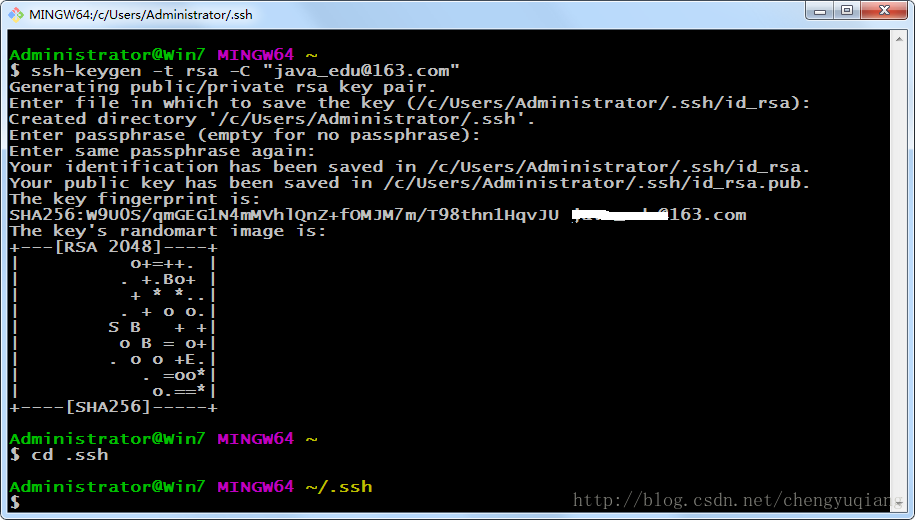 MINGW64:/c/Users/Administrator/.ssh
Administrator@Win7 MINGW64 ~
$ ssh-keygen -t rsa -C "java_edu@163.com"
Generating public/private rsa key pair.
Enter file in which to save the key (/c/Users/Administrator/.ssh/id_rsa):
Created directory '/c/Users/Administrator/.ssh'.
Enter passphrase (empty for no passphrase):
Enter same passphrase again:
Your identification has been saved in /c/Users/Administrator/.ssh/id_rsa.
Your public key has been saved in /c/Users/Administrator/.ssh/id_rsa.pub.
The key fingerprint is:
SHA256:W9UOS/qmGEG1N4mMVhlQnZ+fOMJM7m/T98thn1HqvJU @163.com
The key's randomart image is:
+---[RSA 2048]----+
|           o+=++. |
|          . +.Bo+ |
|           + * *..|
|          . + o o.|
|         S B   + +|
|          o B = o+|
|         . o o +E.|
|            . =oo*|
|             o.==*|
+----[SHA256]-----+
Administrator@Win7 MINGW64 ~
$ cd .ssh
Administrator@Win7 MINGW64 ~/.ssh
$
http://blog.csdn.net/chengyuqiang